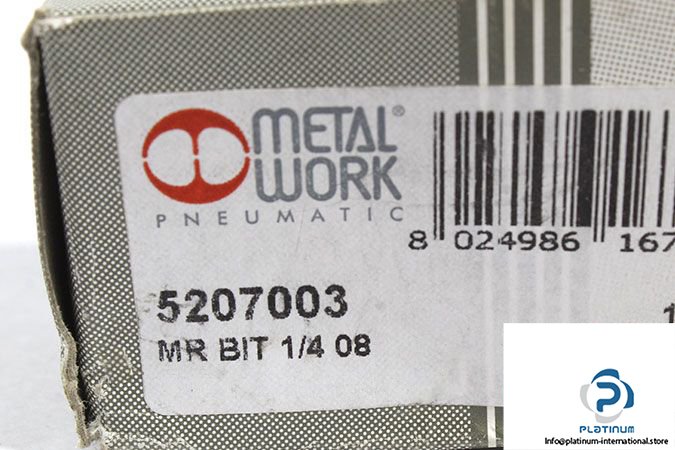 METAL®
WORK
PNEUMATIC
8 024986 167
5207003
MR BIT 1/4 08
PLATINUM
Info@platinum-international.store